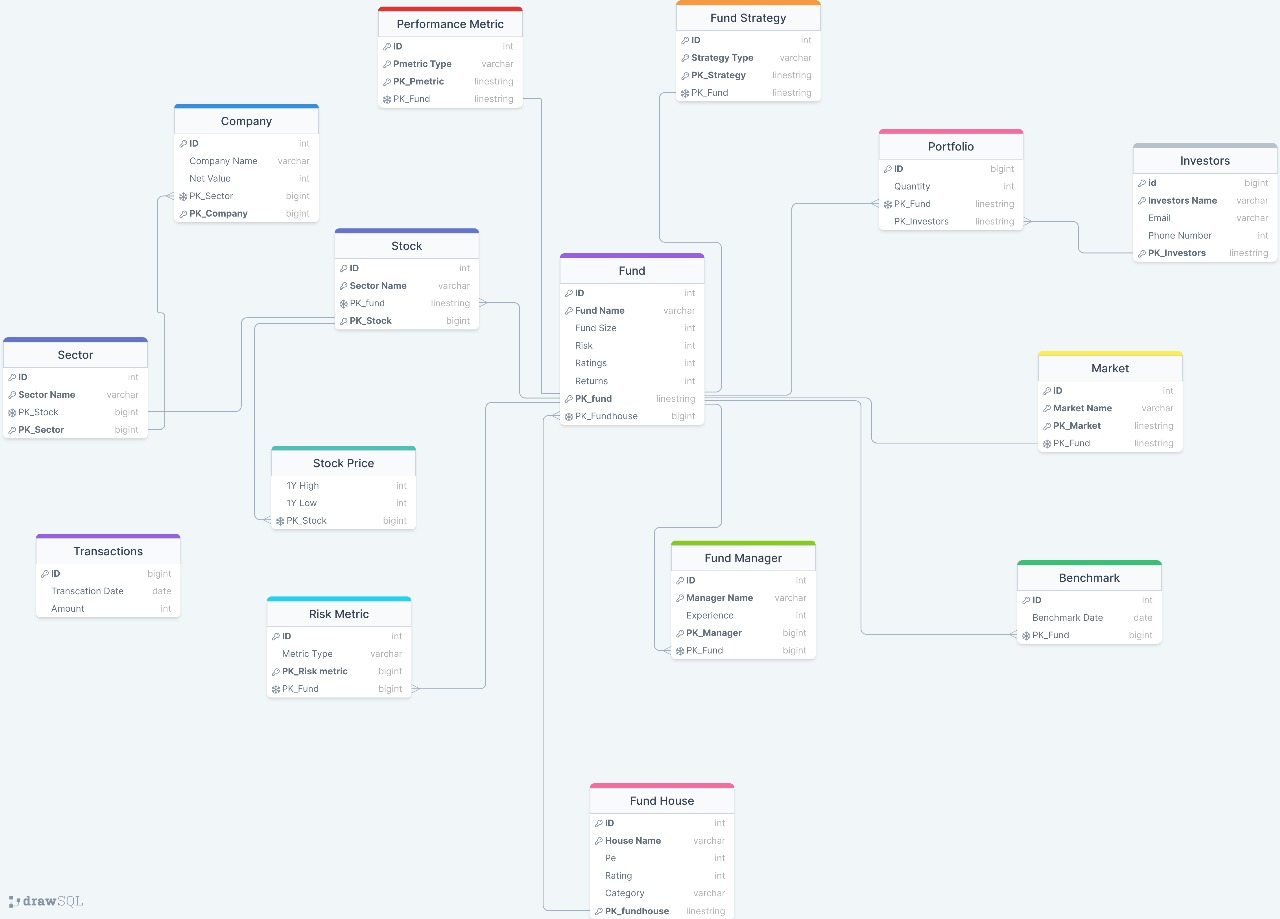 Performance Metric
ID int
Pmetric Type varchar
PK_Pmetric linestring
PK_Fund linestring
Fund Strategy
ID int
Strategy Type varchar
PK_Strategy linestring
PK_Fund linestring
Company
ID int
Company Name varchar
Net Value int
PK_Sector bigint
PK_Company bigint
Portfolio
ID bigint
Quantity int
PK_Fund linestring
PK_Investors linestring
Investors
id bigint
Investors Name varchar
Email varchar
Phone Number int
PK_Investors linestring
Stock
ID int
Sector Name varchar
PK_fund linestring
PK_Stock bigint
Fund
ID int
Fund Name varchar
Fund Size int
Risk int
Ratings int
Returns int
PK_fund linestring
PK_Fundhouse bigint
Sector
ID int
Sector Name varchar
PK_Stock bigint
PK_Sector bigint
Market
ID int
Market Name varchar
PK_Market linestring
PK_Fund linestring
Stock Price
1Y High int
1Y Low int
PK_Stock bigint
Transactions
ID bigint
Transcation Date date
Amount int
Fund Manager
ID int
Manager Name varchar
Experience int
PK_Manager bigint
PK_Fund bigint
Benchmark
ID int
Benchmark Date date
PK_Fund bigint
Risk Metric
ID int
Metric Type varchar
PK_Risk metric bigint
PK_Fund bigint
Fund House
ID int
House Name varchar
Pe int
Rating int
Category varchar
PK_fundhouse linestring
drawSQL